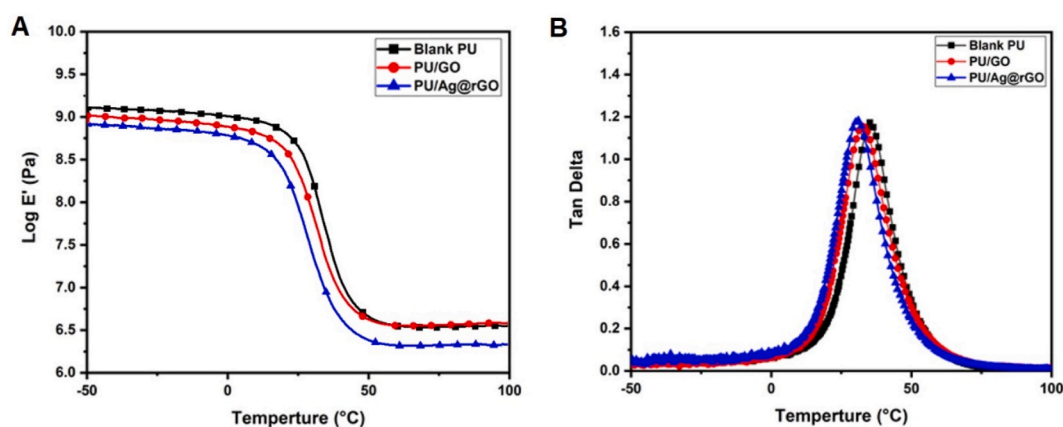 A
Log E' (Pa)
10.0
9.5
9.0
8.5
8.0
7.5
7.0
6.5
6.0
Blank PU
PU/GO
PU/Ag@rGO
-50
0
50
100
Temperture (°C)
B
Tan Delta
1.6
1.4
1.2
1.0
0.8
0.6
0.4
0.2
0.0
Blank PU
PU/GO
PU/Ag@rGO
-50
0
50
100
Temperture (°C)